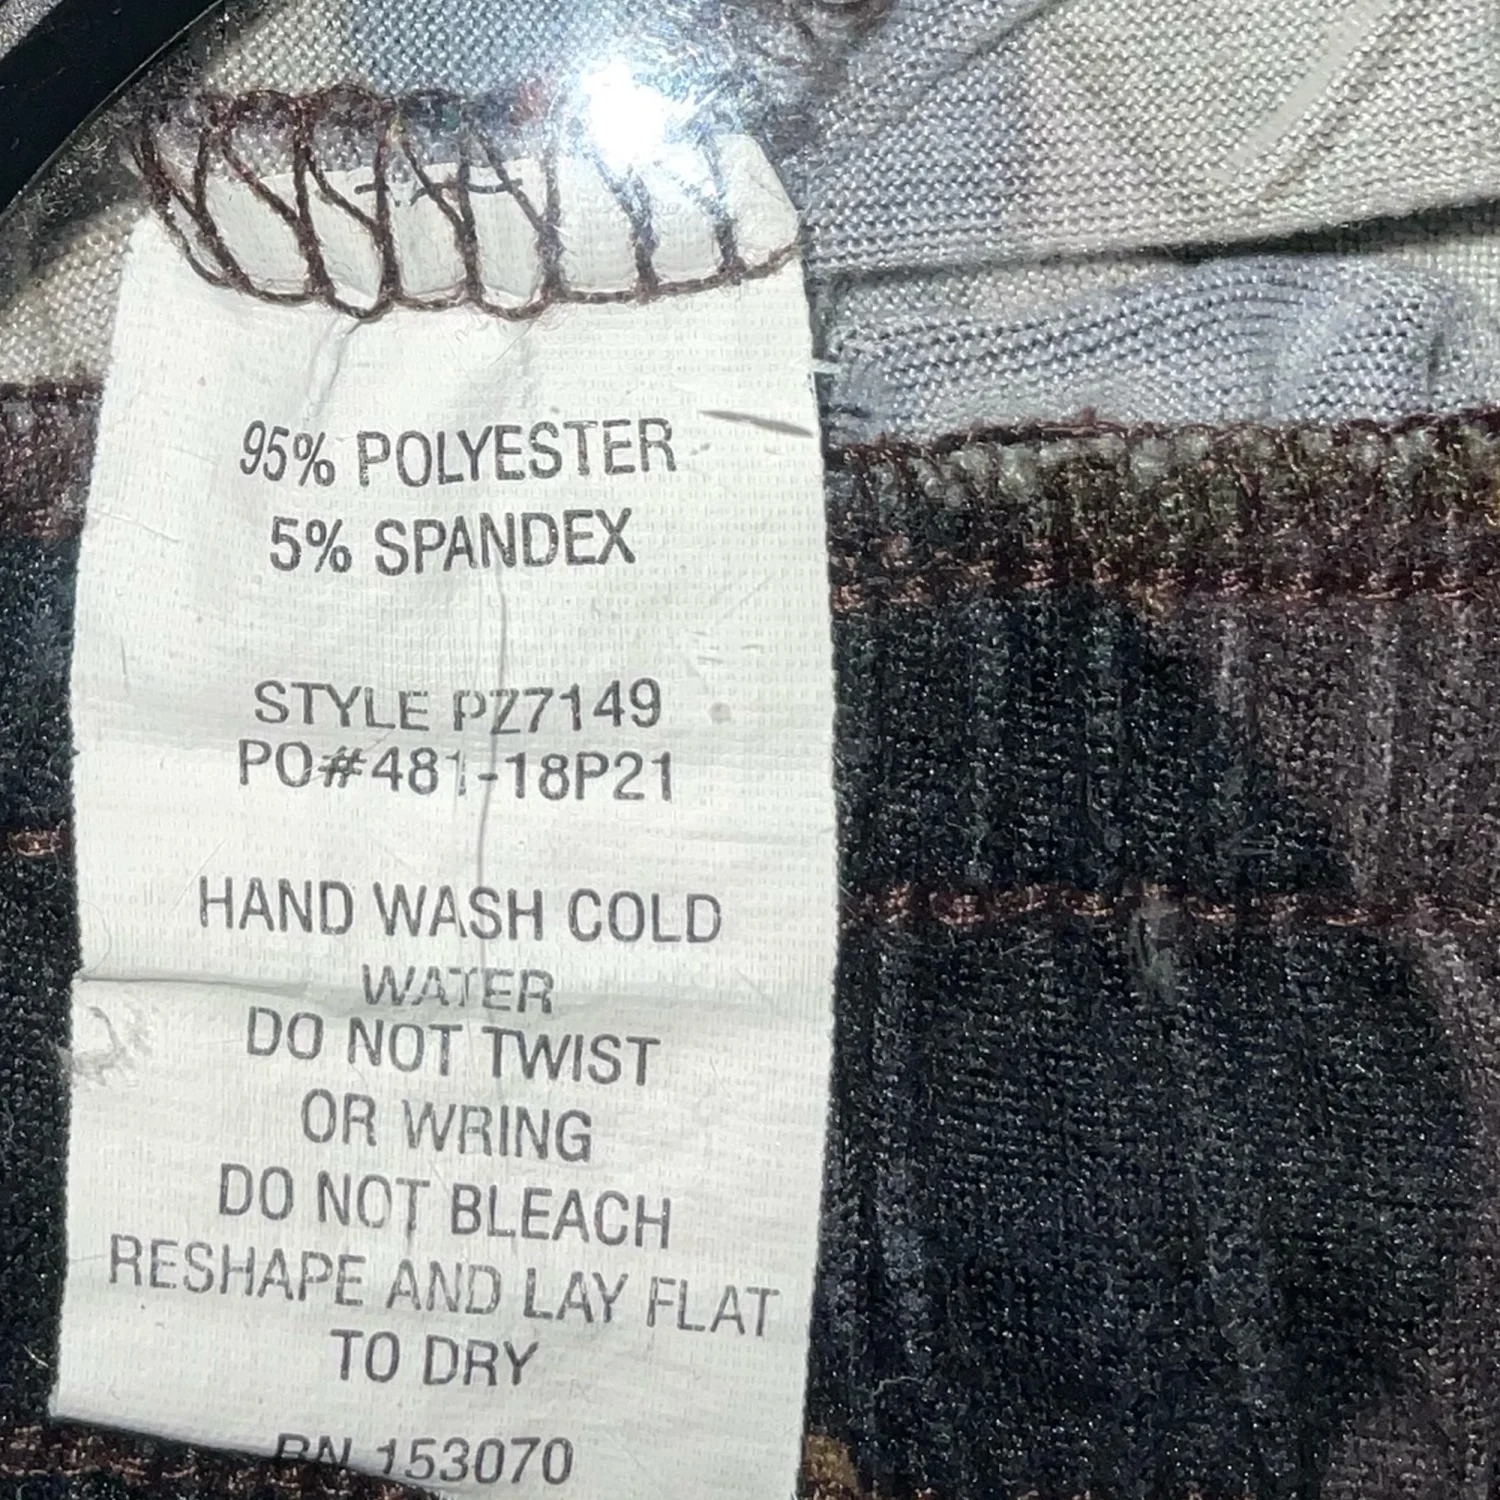 95% POLYESTER
5% SPANDEX
STYLE PZ7149
PO#481-18P21
HAND WASH COLD
WATER
DO NOT TWIST
OR WRING
DO NOT BLEACH
RESHAPE AND LAY FLAT
TO DRY
RN 153070